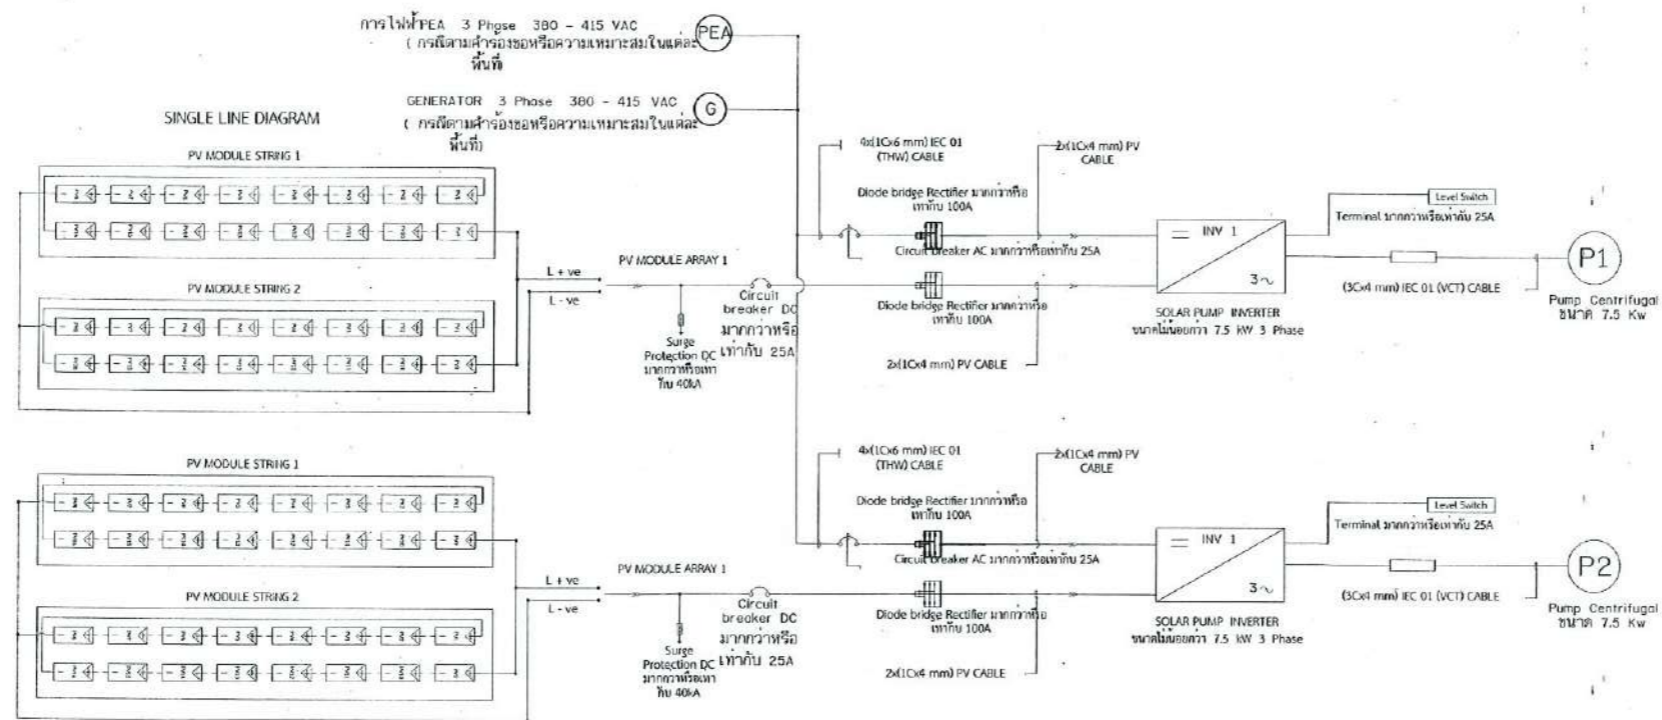 การไฟฟ้าPEA 3 Phase 380 - 415 VAC
( กรณีตามคำร้องขอหรือความเหมาะสมในแต่ละ
พื้นที่)
PEA
GENERATOR 3 Phase 380 - 415 VAC
( กรณีตามคำร้องขอหรือความเหมาะสมในแต่ละ
พื้นที่)
G
SINGLE LINE DIAGRAM
PV MODULE STRING 1
PV MODULE STRING 2
L + ve
L - ve
PV MODULE ARRAY 1
Surge
Protection DC
มากกว่าหรือเท่า
กับ 40kA
Circuit
breaker DC
มากกว่าหรือ
เท่ากับ 25A
4x(1Cx6 mm) IEC 01
(THW) CABLE
2x(1Cx4 mm) PV
CABLE
Diode bridge Rectifier มากกว่าหรือ
เท่ากับ 100A
Circuit breaker AC มากกว่าหรือเท่ากับ 25A
Diode bridge Rectifier มากกว่าหรือ
เท่ากับ 100A
2x(1Cx4 mm) PV CABLE
INV 1
3~
SOLAR PUMP INVERTER
ขนาดไม่น้อยกว่า 7.5 kW 3 Phase
Level Switch
Terminal มากกว่าหรือเท่ากับ 25A
(3Cx4 mm) IEC 01 (VCT) CABLE
P1
Pump Centrifugal
ขนาด 7.5 Kw
PV MODULE STRING 1
PV MODULE STRING 2
L + ve
L - ve
PV MODULE ARRAY 1
Surge
Protection DC
มากกว่าหรือเท่า
กับ 40kA
Circuit
breaker DC
มากกว่าหรือ
เท่ากับ 25A
4x(1Cx6 mm) IEC 01
(THW) CABLE
2x(1Cx4 mm) PV
CABLE
Diode bridge Rectifier มากกว่าหรือ
เท่ากับ 100A
Circuit breaker AC มากกว่าหรือเท่ากับ 25A
Diode bridge Rectifier มากกว่าหรือ
เท่ากับ 100A
2x(1Cx4 mm) PV CABLE
INV 1
3~
SOLAR PUMP INVERTER
ขนาดไม่น้อยกว่า 7.5 kW 3 Phase
Level Switch
Terminal มากกว่าหรือเท่ากับ 25A
(3Cx4 mm) IEC 01 (VCT) CABLE
P2
Pump Centrifugal
ขนาด 7.5 Kw